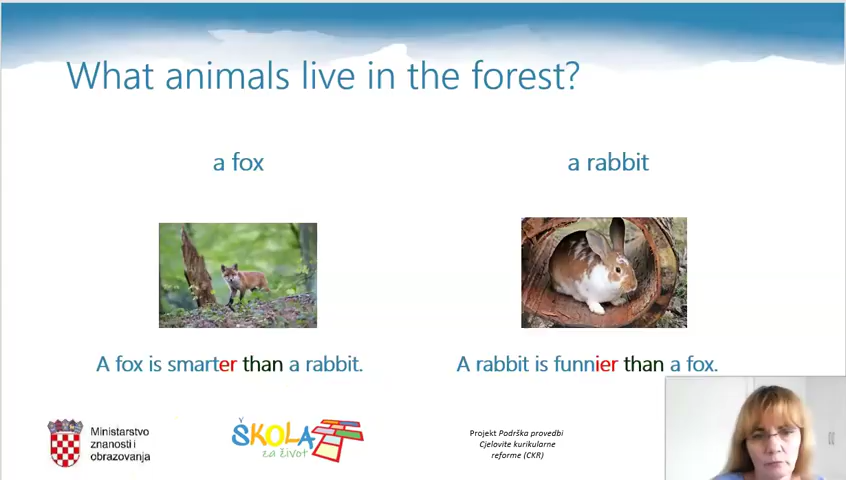 What animals live in the forest?
a fox
a rabbit
A fox is smarter than a rabbit.
A rabbit is funnier than a fox.
Ministarstvo
znanosti i
obrazovanja
ŠKOLA
za život
Projekt Podrška provedbi
Cjelovite kurikularne
reforme (CKR)